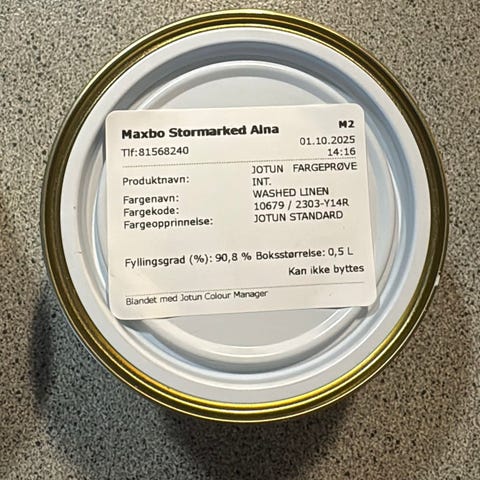 Maxbo Stormarked Alna M2
Tlf:81568240 01.10.2025
14:16
Produktnavn: JOTUN FARGEPRØVE
INT.
Fargenavn: WASHED LINEN
Fargekode: 10679 / 2303-Y14R
Fargeopprinnelse: JOTUN STANDARD
Fyllingsgrad (%): 90,8 % Boksstørrelse: 0,5 L
Kan ikke byttes
Blandet med Jotun Colour Manager